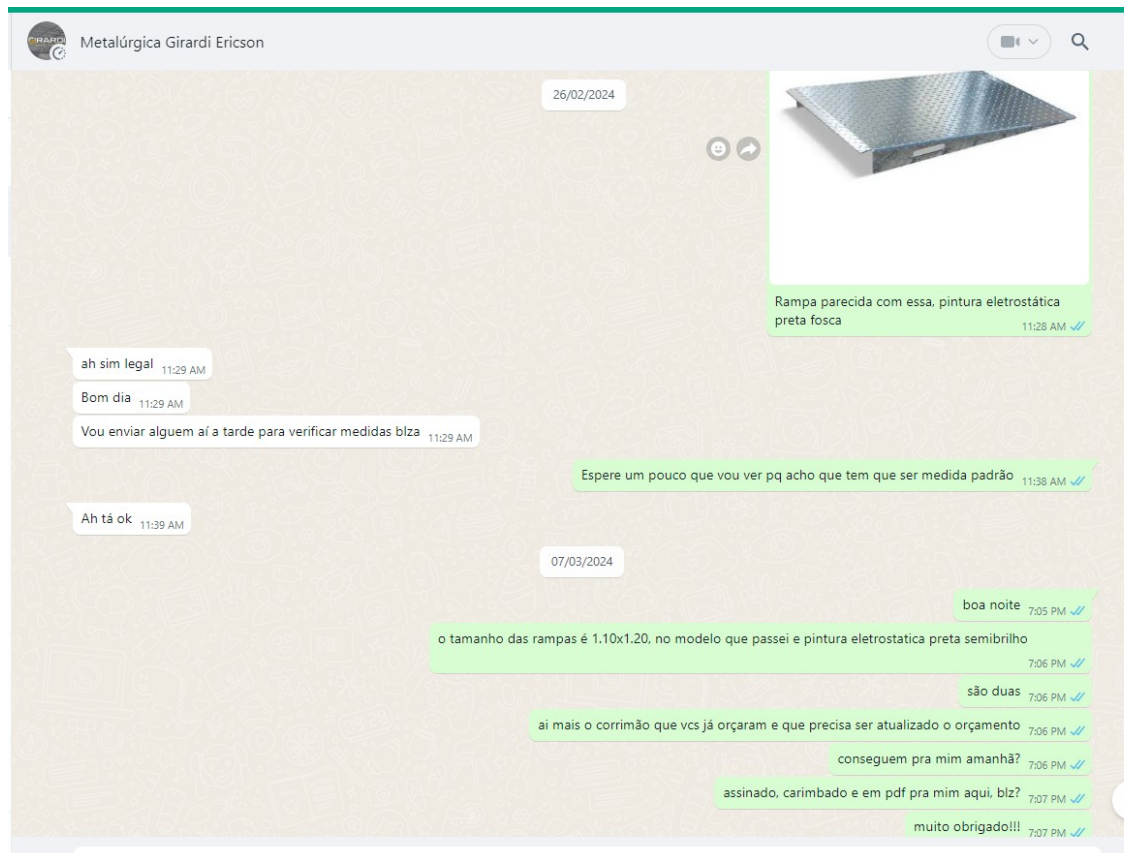 GIRARDI
Metalúrgica Girardi Ericson
26/02/2024
Rampa parecida com essa, pintura eletrostática
preta fosca
11:28 AM
ah sim legal 11:29 AM
Bom dia 11:29 AM
Vou enviar alguem aí a tarde para verificar medidas blza 11:29 AM
Espere um pouco que vou ver pq acho que tem que ser medida padrão 11:38 AM
Ah tá ok 11:39 AM
07/03/2024
boa noite 7:05 PM
o tamanho das rampas é 1.10x1.20, no modelo que passei e pintura eletrostatica preta semibrilho
7:06 PM
são duas 7:06 PM
ai mais o corrimão que vcs já orçaram e que precisa ser atualizado o orçamento 7:06 PM
conseguem pra mim amanhã? 7:06 PM
assinado, carimbado e em pdf pra mim aqui, blz? 7:07 PM
muito obrigado!!! 7:07 PM